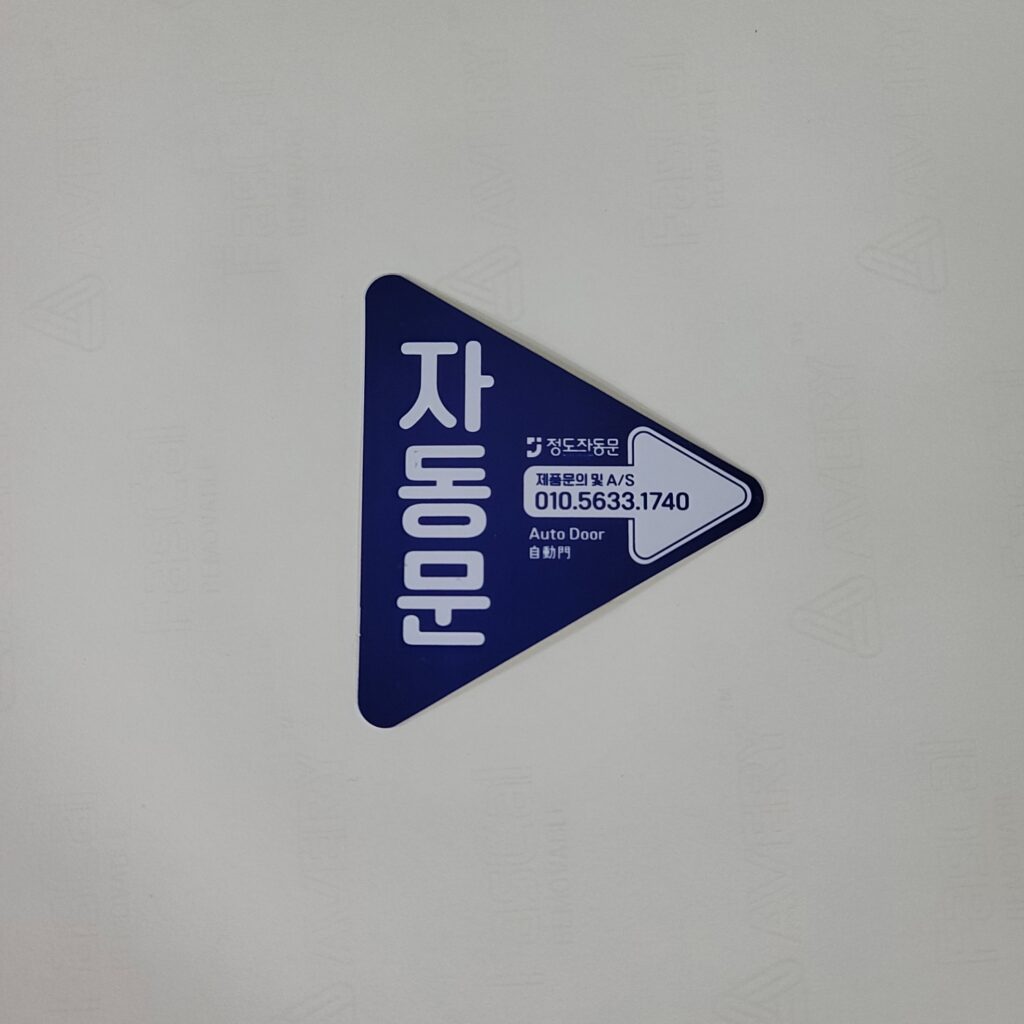 자동문
정도자동문
제품문의 및 A/S
010.5633.1740
Auto Door
自動門
AVERY